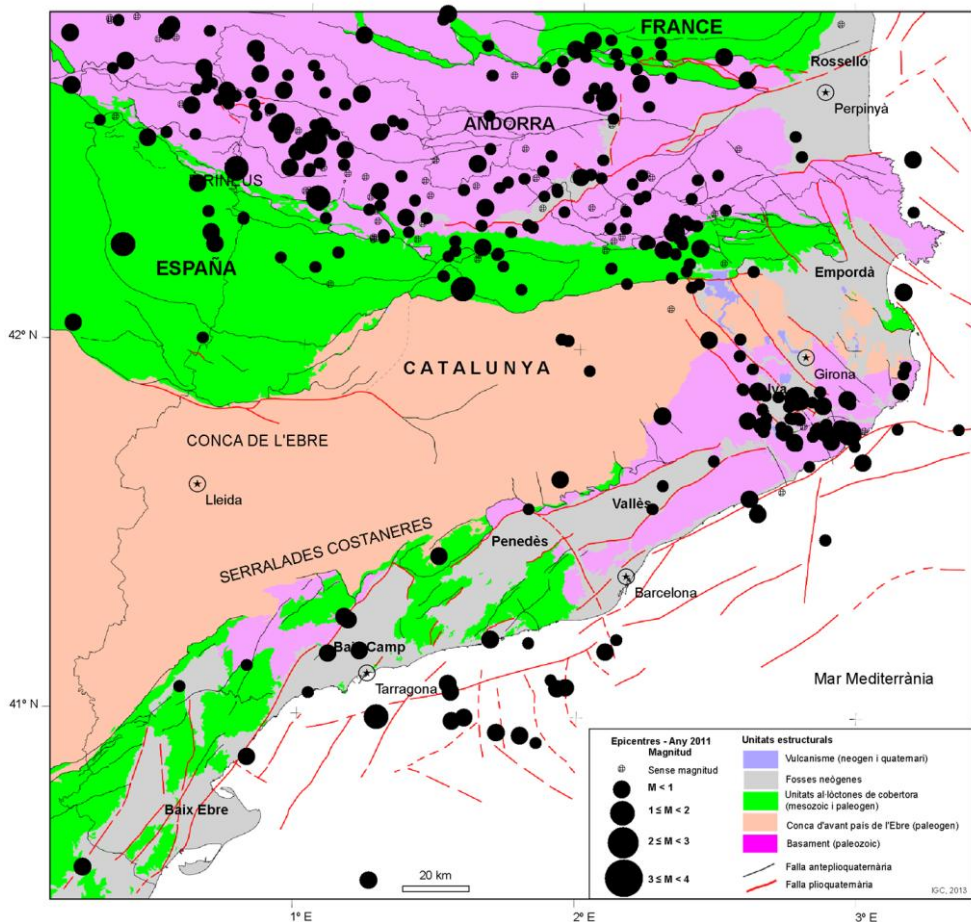 FRANCE
Rosselló
Perpinyà
ANDORRA
ESPAÑA
Empordà
42° N
CATALUNYA
Girona
CONCA DE L'EBRE
Lleida
Vallès
Penedès
SERRALADES COSTANERES
Barcelona
Baix Camp
Tarragona
Mar Mediterrània
41° N
Baix Ebre
20 km
1° E
2° E
3° E
Epicentres - Any 2011
Magnitud
Sense magnitud
M < 1
1 ≤ M < 2
2 ≤ M < 3
3 ≤ M < 4
Unitats estructurals
Vulcanisme (neogen i quaternari)
Fosses neògenes
Unitats al·lòctones de cobertora
(mesozoic i paleogen)
Conca d'avant país de l'Ebre (paleogen)
Basament (paleozoic)
Falla anteplioquaternària
Falla plioquaternària
IGC, 2013